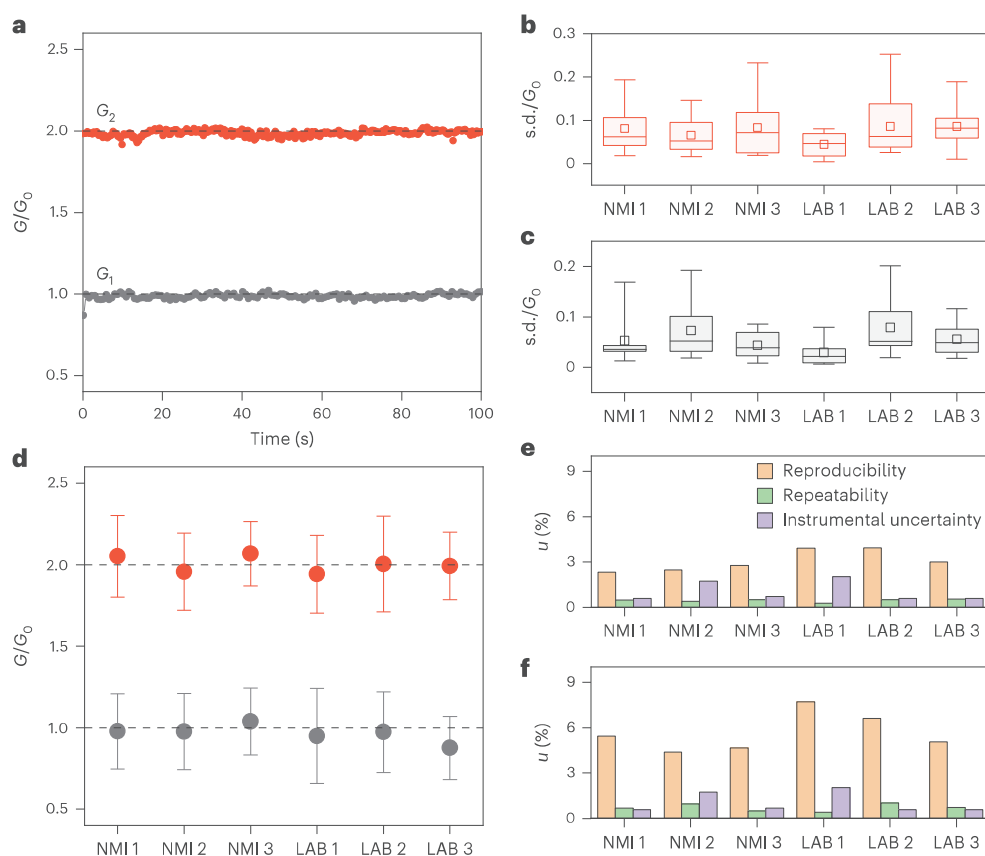 a
2.5
2.0
1.5
1.0
0.5
G/G0
G2
G1
0 20 40 60 80 100
Time (s)
b
0.3
0.2
0.1
0
s.d./G0
NMI 1 NMI 2 NMI 3 LAB 1 LAB 2 LAB 3
c
0.2
0.1
0
s.d./G0
NMI 1 NMI 2 NMI 3 LAB 1 LAB 2 LAB 3
d
2.5
2.0
1.5
1.0
0.5
G/G0
NMI 1 NMI 2 NMI 3 LAB 1 LAB 2 LAB 3
e
9
6
3
0
u (%)
Reproducibility
Repeatability
Instrumental uncertainty
NMI 1 NMI 2 NMI 3 LAB 1 LAB 2 LAB 3
f
9
6
3
0
u (%)
NMI 1 NMI 2 NMI 3 LAB 1 LAB 2 LAB 3